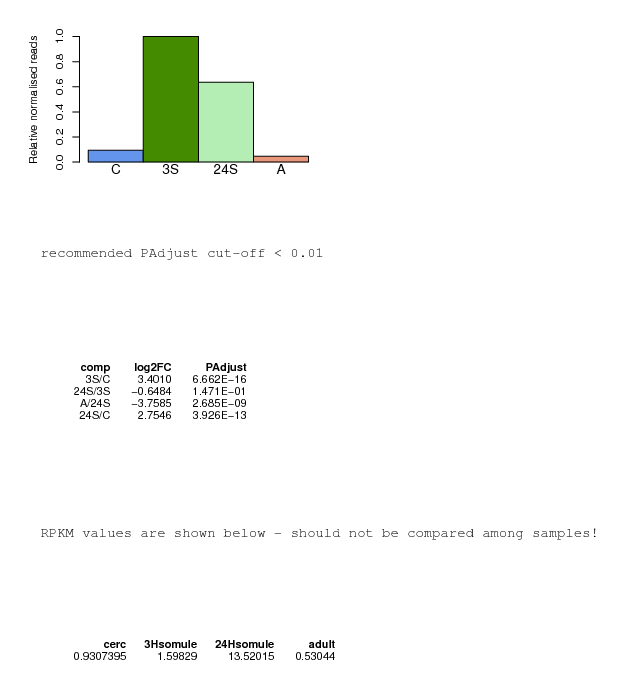 Relative normalised reads
1.0
0.8
0.6
0.4
0.2
0.0
C 3S 24S A
recommended PAdjust cut-off < 0.01
comp log2FC PAdjust
3S/C 3.4010 6.662E−16
24S/3S −0.6484 1.471E−01
A/24S −3.7585 2.685E−09
24S/C 2.7546 3.926E−13
RPKM values are shown below - should not be compared among samples!
cerc 3Hsomule 24Hsomule adult
0.9307395 1.59829 13.52015 0.53044